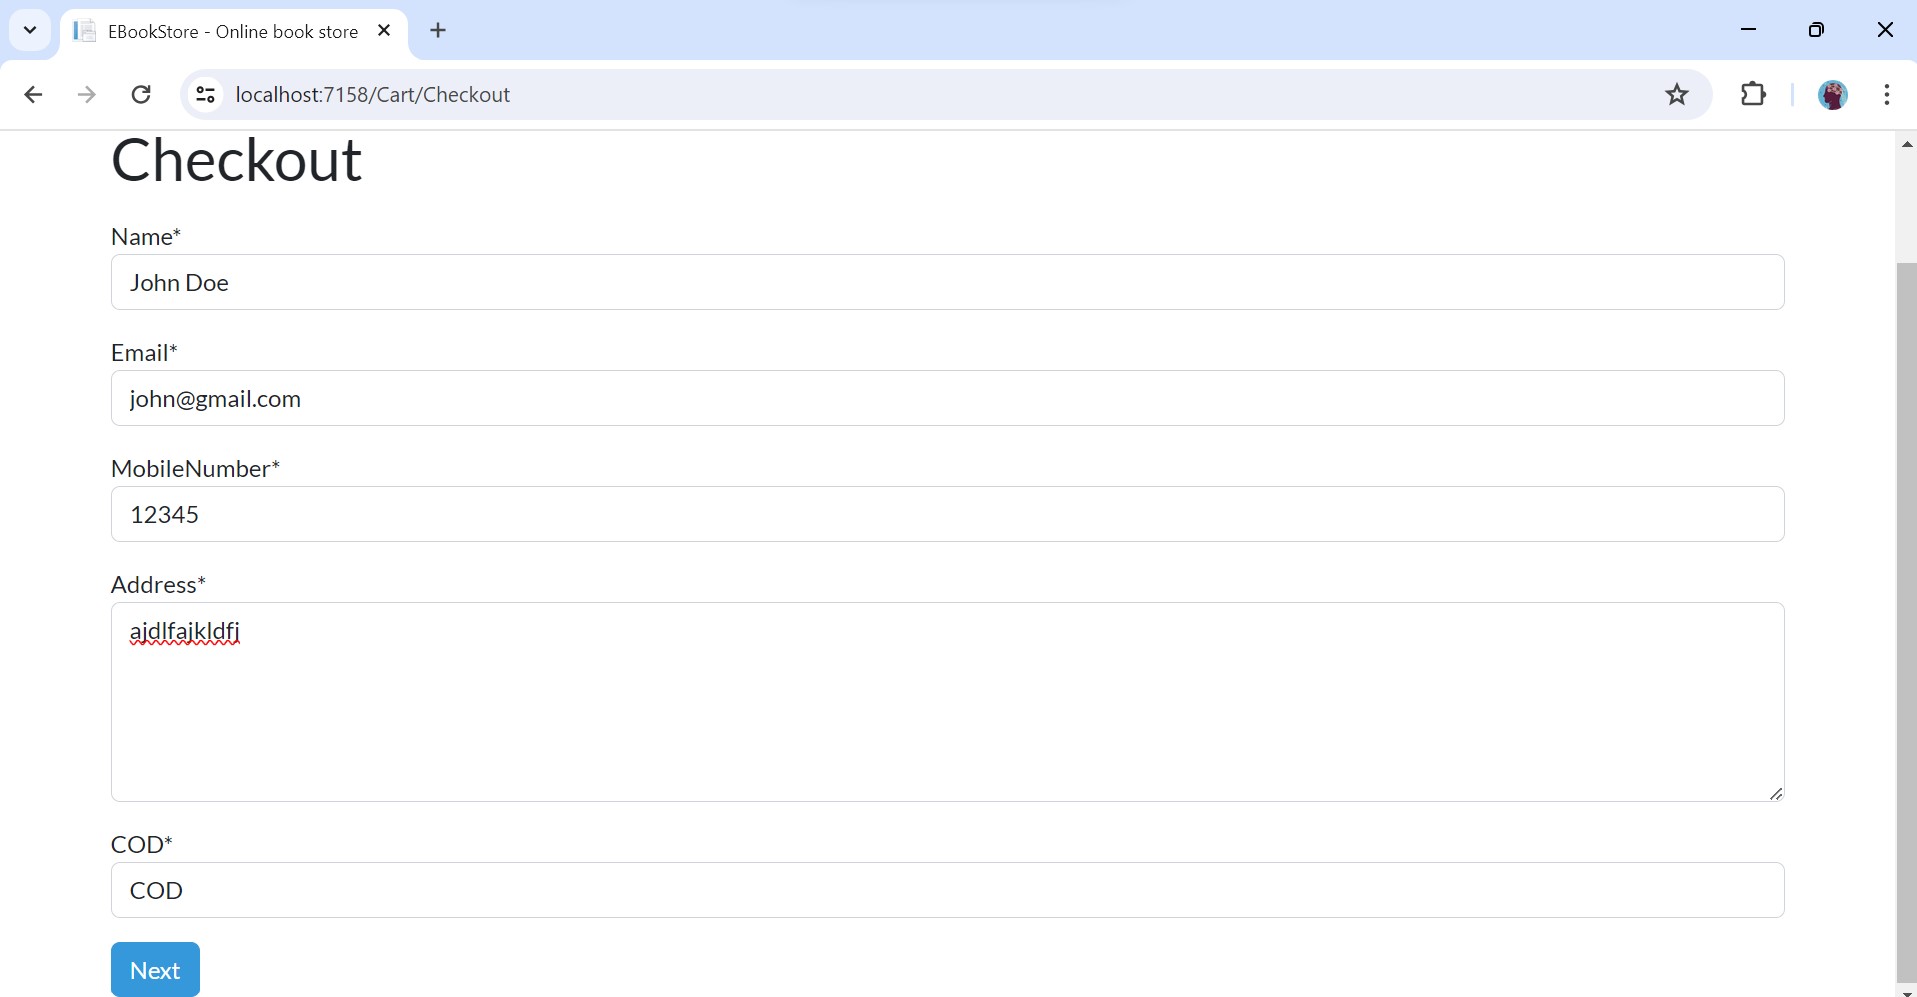 EBookStore - Online book store
localhost:7158/Cart/Checkout
Checkout
Name*
John Doe
Email*
john@gmail.com
MobileNumber*
12345
Address*
ajdlfajkldfj
COD*
COD
Next